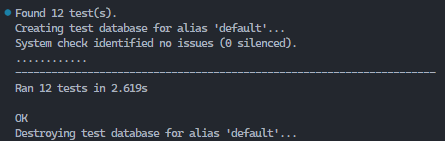 Found 12 test(s).
Creating test database for alias 'default'...
System check identified no issues (0 silenced).
............
----------------------------------------------------------------------
Ran 12 tests in 2.619s
OK
Destroying test database for alias 'default'...